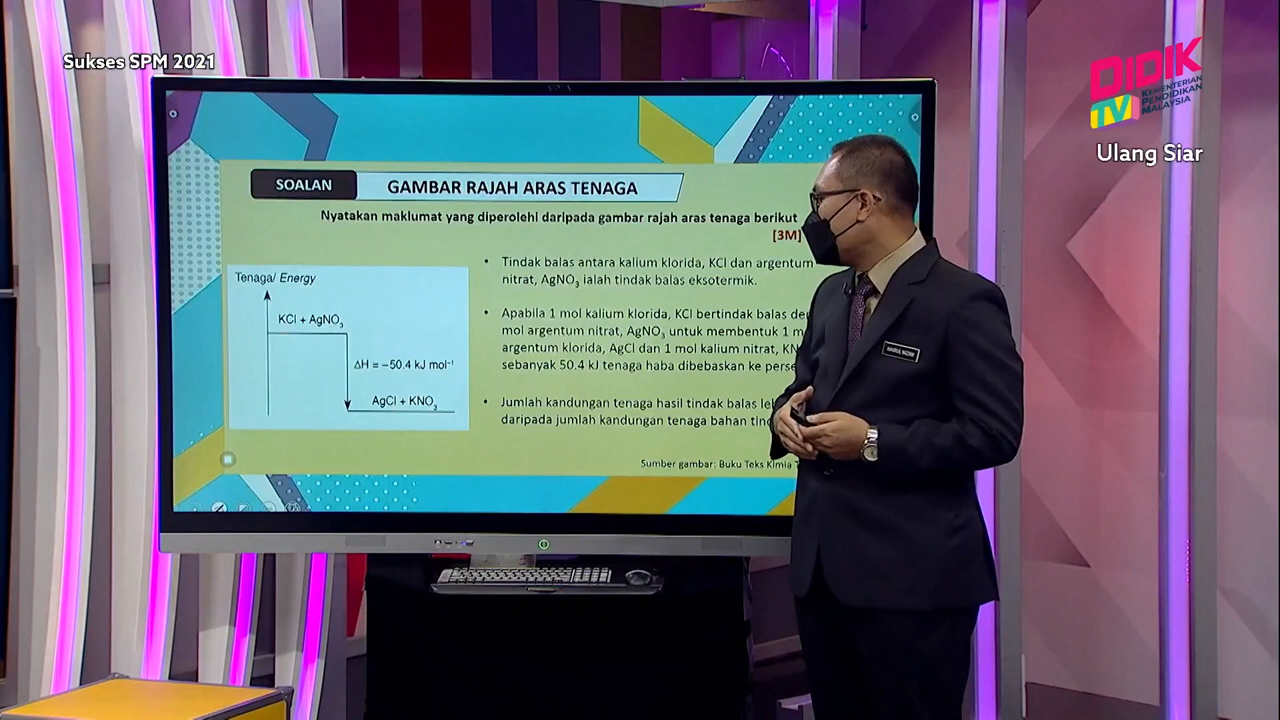 Sukses SPM 2021
DIDIK
TV
KEMENTERIAN
PENDIDIKAN
MALAYSIA
Ulang Siar
SOALAN
GAMBAR RAJAH ARAS TENAGA
Nyatakan maklumat yang diperolehi daripada gambar rajah aras tenaga berikut
[3M]
Tenaga/ Energy
KCl + AgNO₃
ΔH = −50.4 kJ mol⁻¹
AgCl + KNO₃
• Tindak balas antara kalium klorida, KCl dan argentum
nitrat, AgNO₃ ialah tindak balas eksotermik.
• Apabila 1 mol kalium klorida, KCl bertindak balas
mol argentum nitrat, AgNO₃ untuk membentuk 1
argentum klorida, AgCl dan 1 mol kalium nitrat,
sebanyak 50.4 kJ tenaga haba dibebaskan ke
• Jumlah kandungan tenaga hasil tindak balas
daripada jumlah kandungan tenaga bahan
Sumber gambar: Buku Teks Kimia